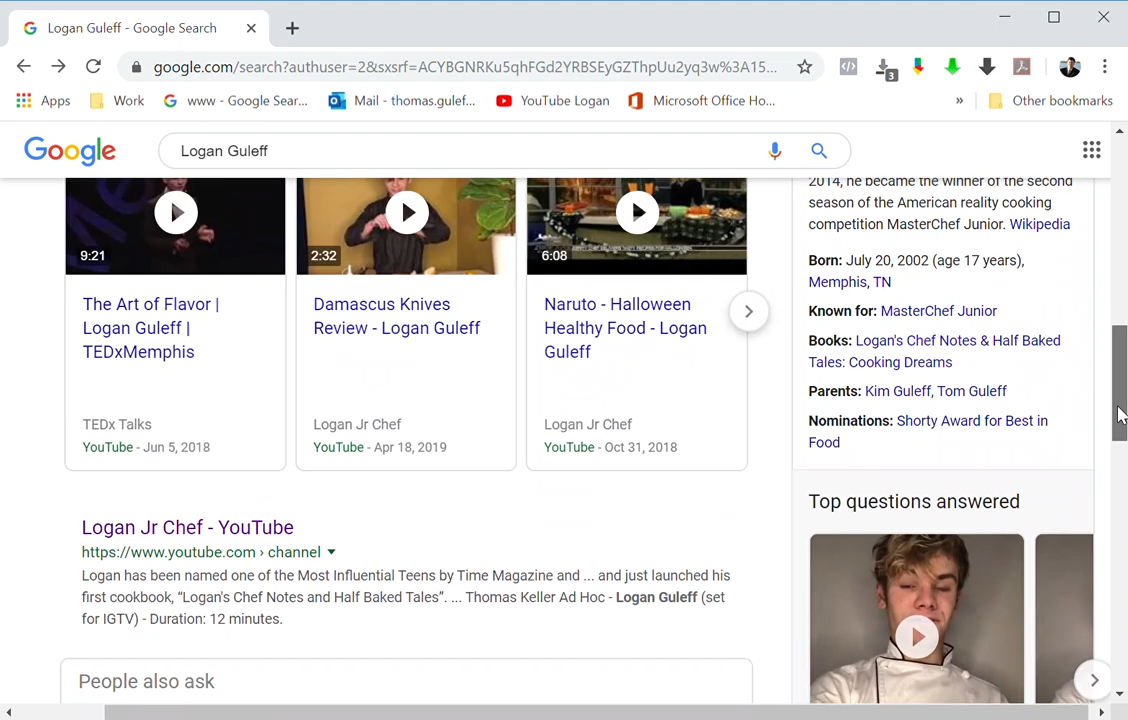 Logan Guleff - Google Search
google.com/search?authuser=2&sxsrf=ACYBGNRKu5qhFGd2YRBSEyGZThpUu2yq3w%3A15...
3
Apps
Work
www - Google Sear...
Mail - thomas.gulef...
YouTube Logan
Microsoft Office Ho...
»
Other bookmarks
Google
Logan Guleff
9:21
2:32
6:08
The Art of Flavor |
Logan Guleff |
TEDxMemphis
TEDx Talks
YouTube - Jun 5, 2018
Damascus Knives
Review - Logan Guleff
Logan Jr Chef
YouTube - Apr 18, 2019
Naruto - Halloween
Healthy Food - Logan
Guleff
Logan Jr Chef
YouTube - Oct 31, 2018
Logan Jr Chef - YouTube
https://www.youtube.com › channel
Logan has been named one of the Most Influential Teens by Time Magazine and ... and just launched his
first cookbook, “Logan's Chef Notes and Half Baked Tales”. ... Thomas Keller Ad Hoc - Logan Guleff (set
for IGTV) - Duration: 12 minutes.
People also ask
2014, he became the winner of the second
season of the American reality cooking
competition MasterChef Junior. Wikipedia
Born: July 20, 2002 (age 17 years),
Memphis, TN
Known for: MasterChef Junior
Books: Logan's Chef Notes & Half Baked
Tales: Cooking Dreams
Parents: Kim Guleff, Tom Guleff
Nominations: Shorty Award for Best in
Food
Top questions answered